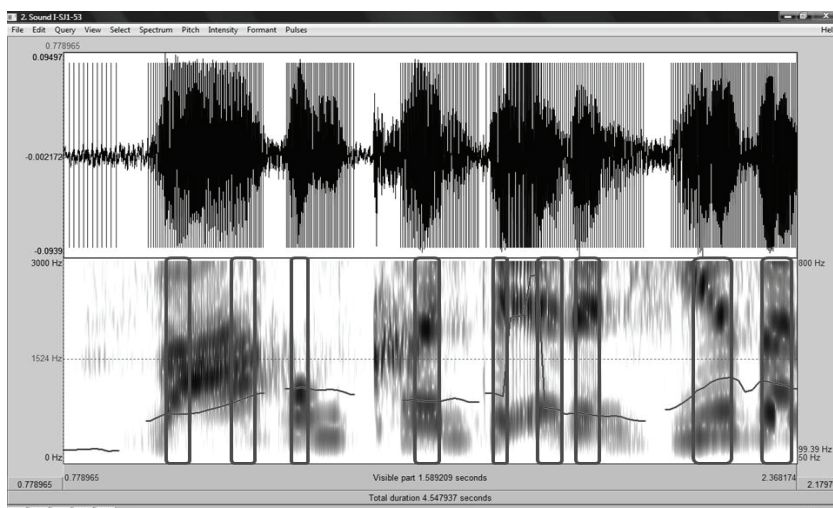 2. Sound I-SJ1-53
File Edit Query View Select Spectrum Pitch Intensity Formant Pulses Hel
0.778965
0.09497
-0.002172
-0.0939
3000 Hz 800 Hz
1524 Hz
99.39 Hz
0 Hz 50 Hz
0.778965 Visible part 1.589209 seconds 2.368174
0.778965 2.1797
Total duration 4.547937 seconds